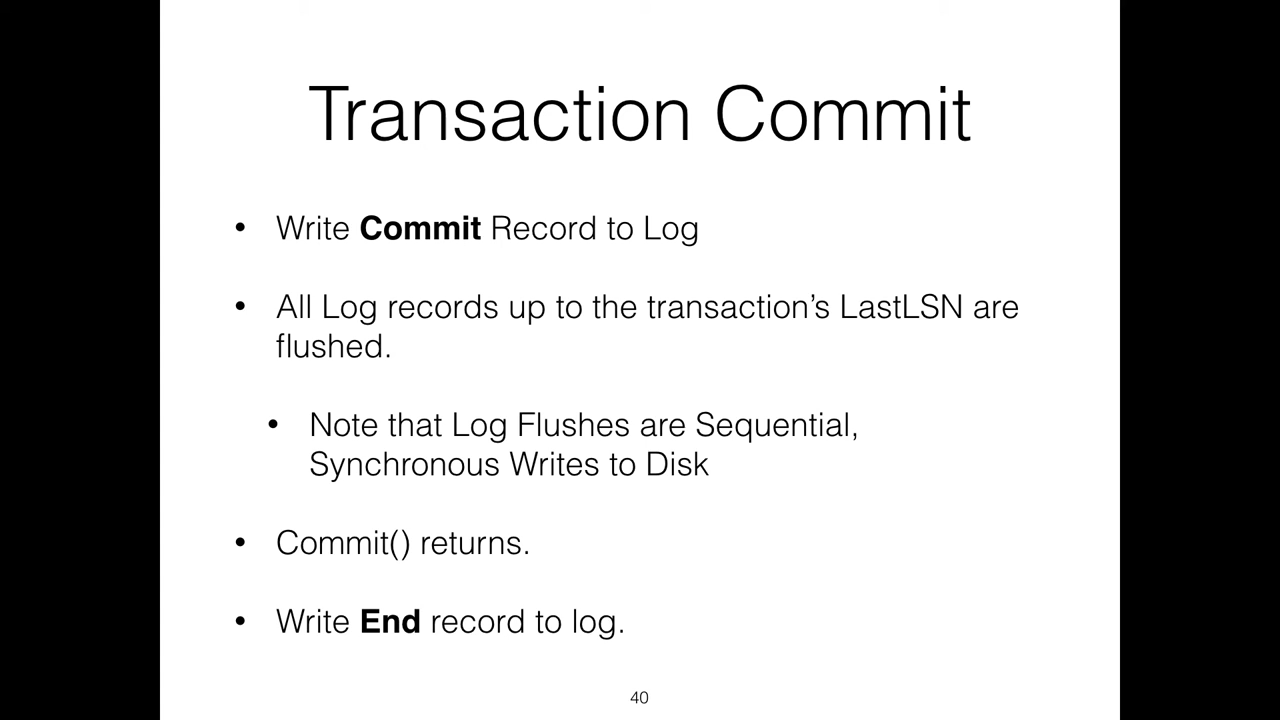 Transaction Commit
• Write Commit Record to Log
• All Log records up to the transaction’s LastLSN are
flushed.
• Note that Log Flushes are Sequential,
Synchronous Writes to Disk
• Commit() returns.
• Write End record to log.
40